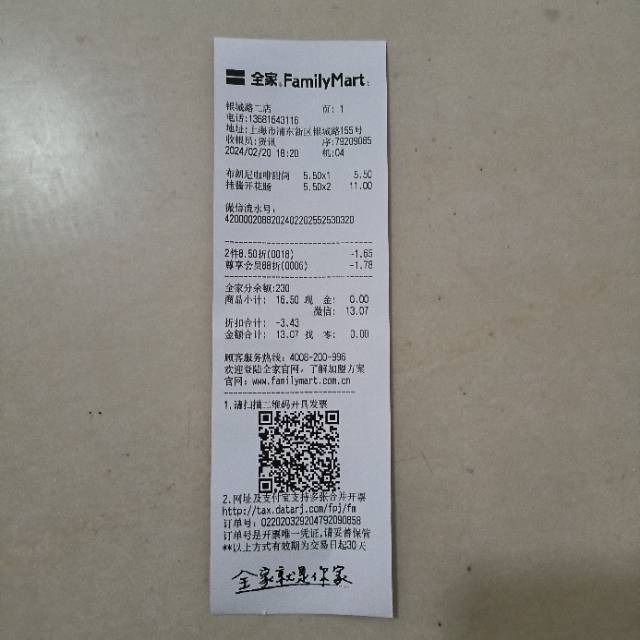 全家 FamilyMart
银城路二店 页: 1
电话:13681643116
地址:上海市浦东新区银城路155号
收银员:资讯 序:79209085
2024/02/20 18:20 机:04
布朗尼咖啡甜筒 5.50x1 5.50
挂酱开花肠 5.50x2 11.00
微信流水号:
4200002088202402202552530320
2件8.50折(0018) -1.65
尊享会员88折(0006) -1.78
全家分余额:230
商品小计: 16.50 现 金: 0.00
微信: 13.07
折扣合计: -3.43
金额合计: 13.07 找 零: 0.00
顾客服务热线: 4008-200-996
欢迎登陆全家官网,了解加盟方案
官网: www.familymart.com.cn
1.请扫描二维码开具发票
2.网址及支付宝支持多张合并开票
http://tax.datarj.com/fpj/fm
订单号: 022020329204792090858
订单号是开票唯一凭证,请妥善保管
**以上方式有效期为交易日起30天
全家就是你家